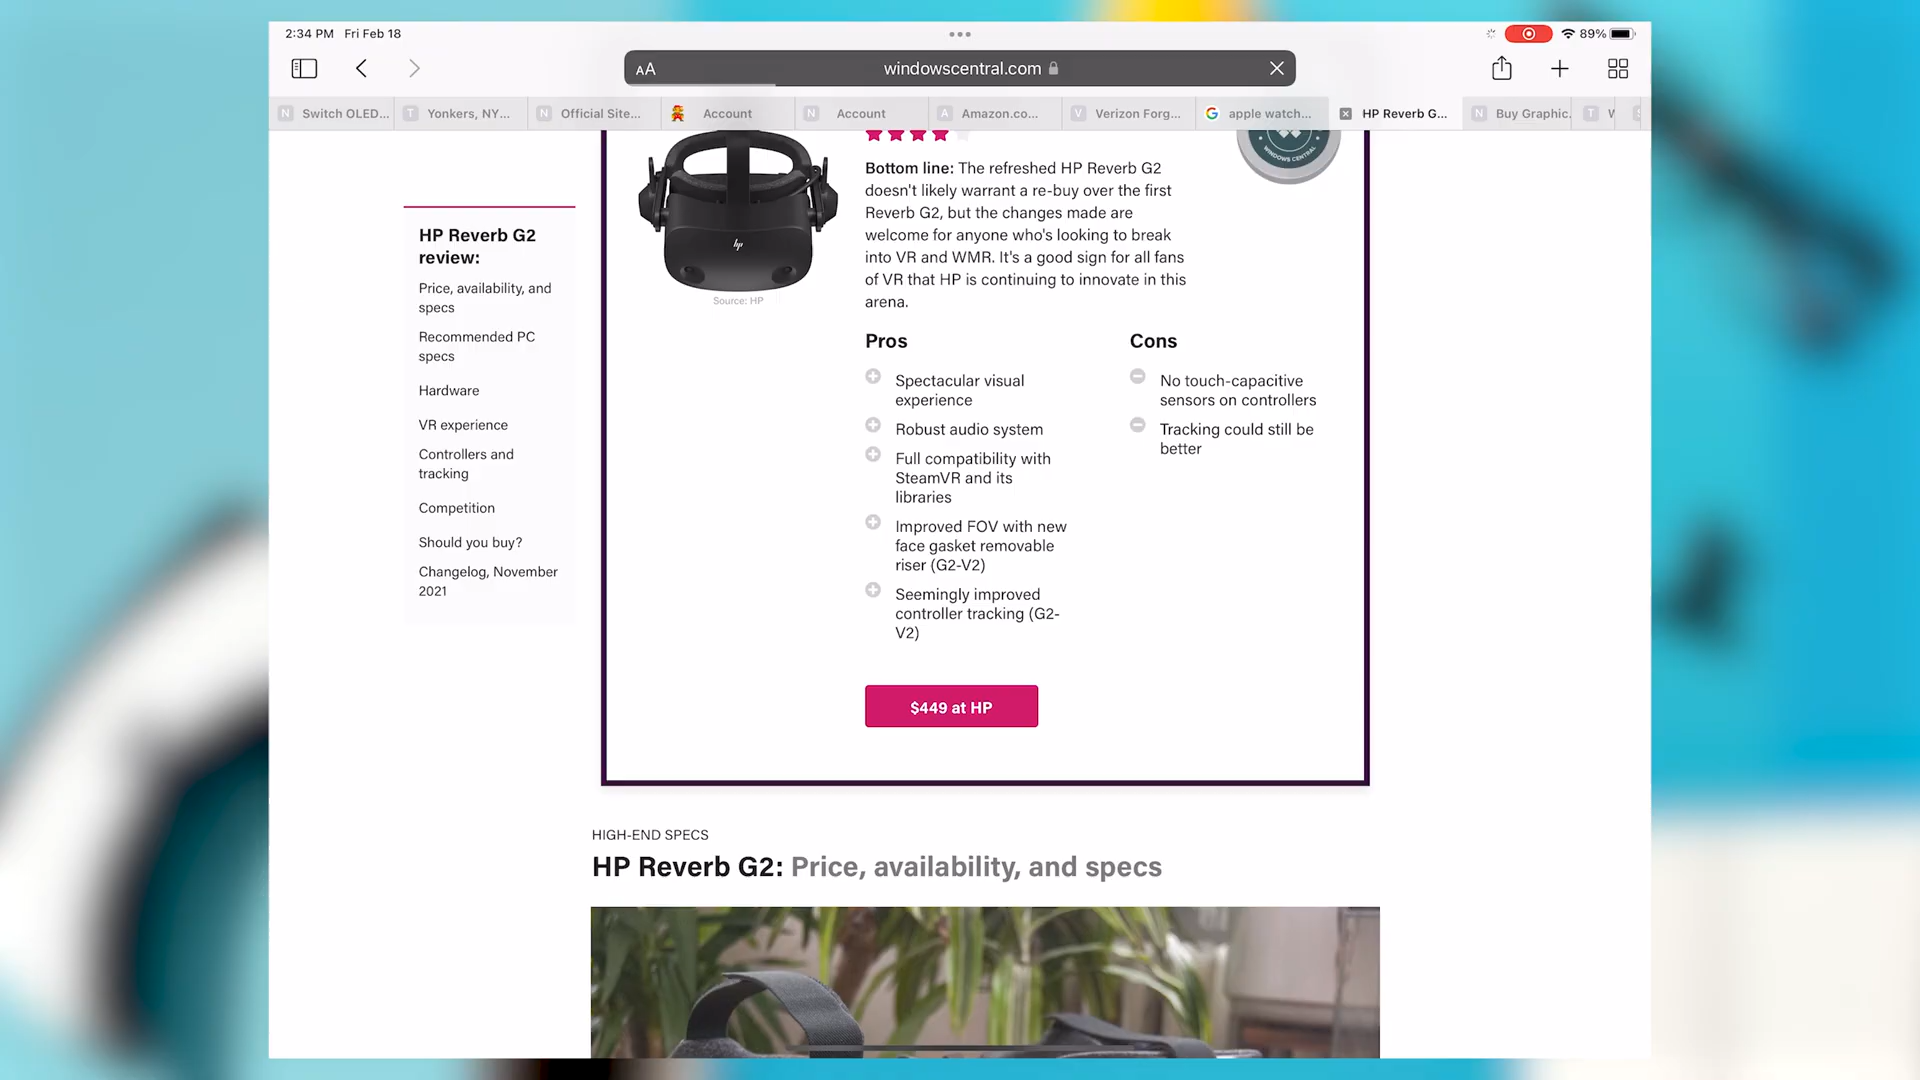 2:34 PM Fri Feb 18
89%
AA
windowscentral.com
Switch OLED...
Yonkers, NY...
Official Site...
Account
Account
Amazon.co...
Verizon Forg...
apple watch...
HP Reverb G...
Buy Graphic
HP Reverb G2
review:
Price, availability, and
specs
Recommended PC
specs
Hardware
VR experience
Controllers and
tracking
Competition
Should you buy?
Changelog, November
2021
hp
Source: HP
WINDOWS CENTRAL
Bottom line: The refreshed HP Reverb G2
doesn't likely warrant a re-buy over the first
Reverb G2, but the changes made are
welcome for anyone who's looking to break
into VR and WMR. It's a good sign for all fans
of VR that HP is continuing to innovate in this
arena.
Pros
Spectacular visual
experience
Robust audio system
Full compatibility with
SteamVR and its
libraries
Improved FOV with new
face gasket removable
riser (G2-V2)
Seemingly improved
controller tracking (G2-
V2)
Cons
No touch-capacitive
sensors on controllers
Tracking could still be
better
$449 at HP
HIGH-END SPECS
HP Reverb G2: Price, availability, and specs